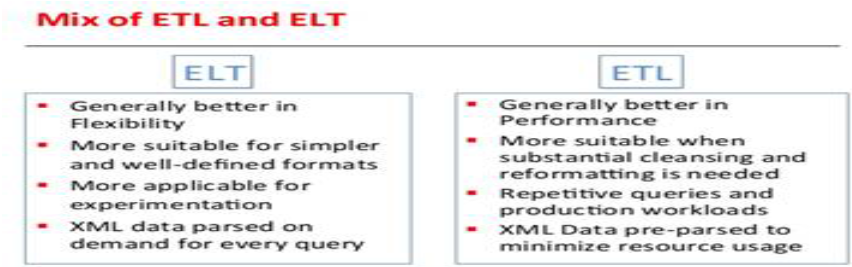 Mix of ETL and ELT
ELT
▪ Generally better in
Flexibility
▪ More suitable for simpler
and well-defined formats
▪ More applicable for
experimentation
▪ XML data parsed on
demand for every query
ETL
▪ Generally better in
Performance
▪ More suitable when
substantial cleansing and
reformatting is needed
▪ Repetitive queries and
production workloads
▪ XML Data pre-parsed to
minimize resource usage